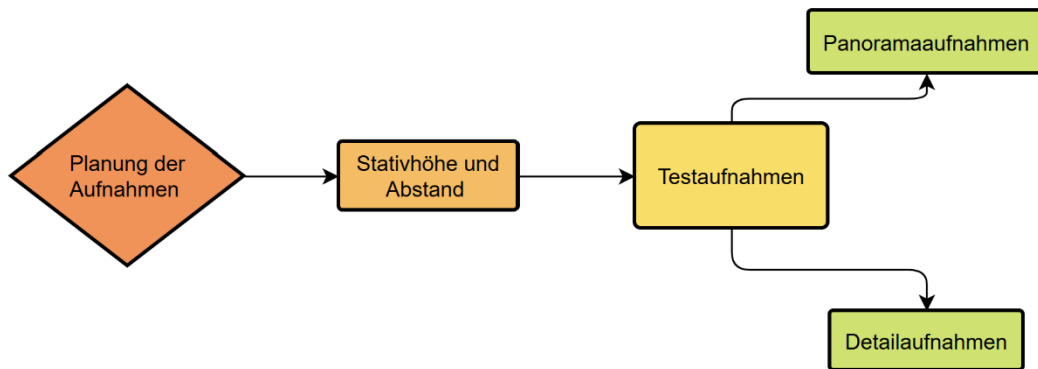 Panoramaaufnahmen
Planung der
Aufnahmen
Stativhöhe und
Abstand
Testaufnahmen
Detailaufnahmen